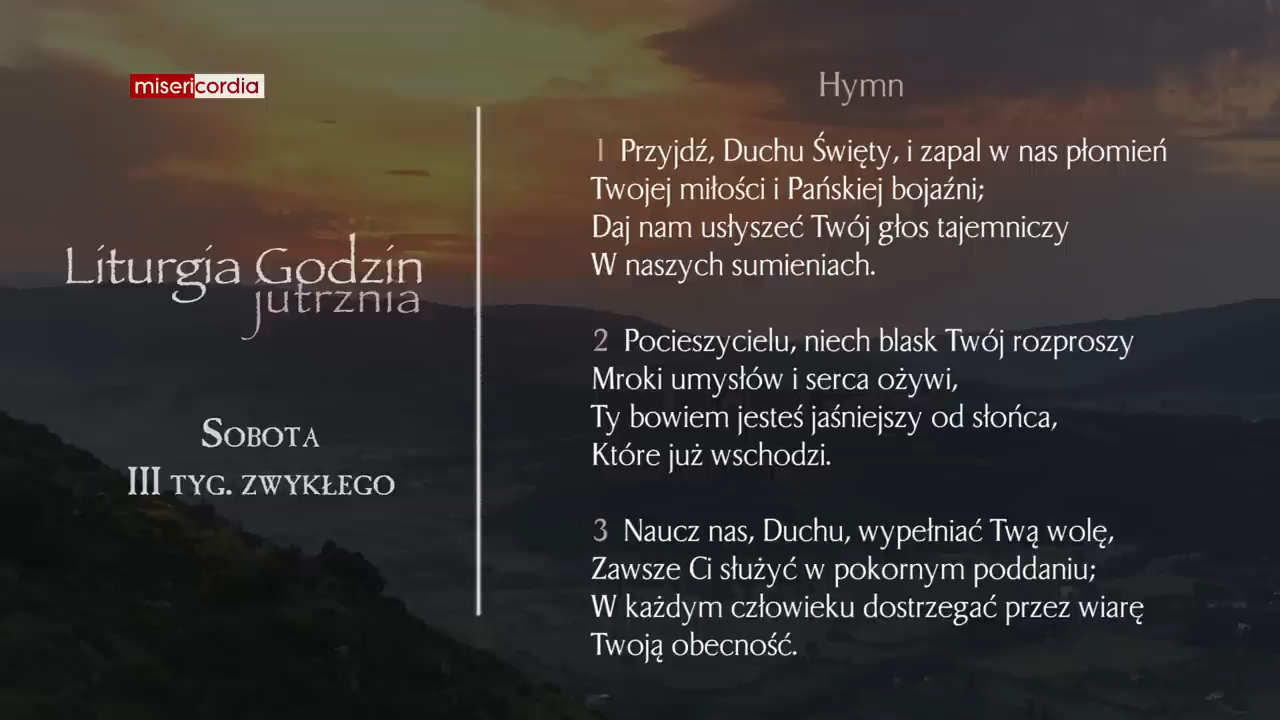 misericordia
Liturgia Godzin
jutrznia
Sobota
III tyg. zwykłego
Hymn
1 Przyjdź, Duchu Święty, i zapal w nas płomień
Twojej miłości i Pańskiej bojaźni;
Daj nam usłyszeć Twój głos tajemniczy
W naszych sumieniach.
2 Pocieszycielu, niech blask Twój rozproszy
Mroki umysłów i serca ożywi,
Ty bowiem jesteś jaśniejszy od słońca,
Które już wschodzi.
3 Naucz nas, Duchu, wypełniać Twą wolę,
Zawsze Ci służyć w pokornym poddaniu;
W każdym człowieku dostrzegać przez wiarę
Twoją obecność.